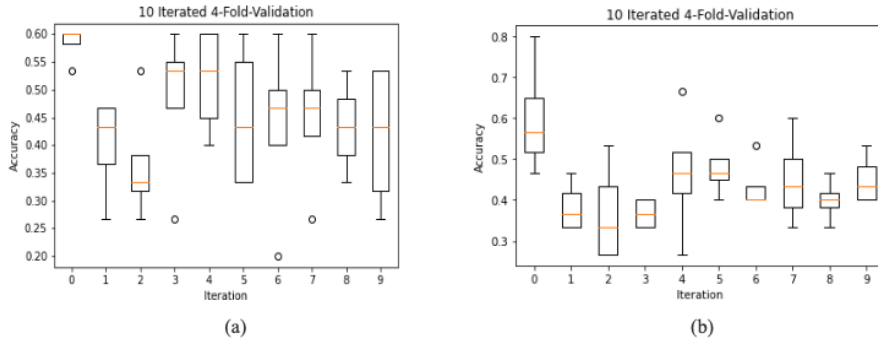 10 Iterated 4-Fold-Validation
0.60
0.55
0.50
0.45
0.40
0.35
0.30
0.25
0.20
Accuracy
0 1 2 3 4 5 6 7 8 9
Iteration
(a)
10 Iterated 4-Fold-Validation
0.8
0.7
0.6
0.5
0.4
0.3
Accuracy
0 1 2 3 4 5 6 7 8 9
Iteration
(b)